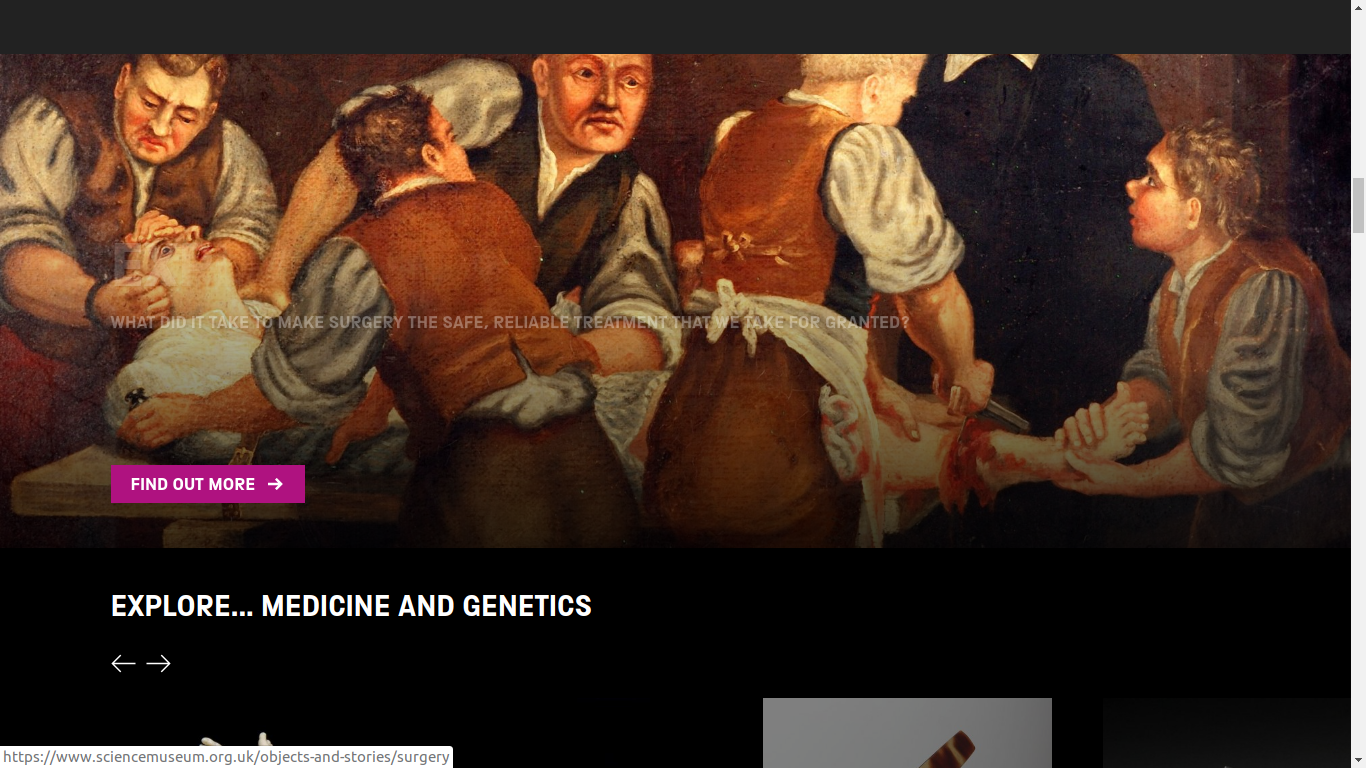 WHAT DID IT TAKE TO MAKE SURGERY THE SAFE, RELIABLE TREATMENT THAT WE TAKE FOR GRANTED?
FIND OUT MORE →
EXPLORE... MEDICINE AND GENETICS
https://www.sciencemuseum.org.uk/objects-and-stories/surgery